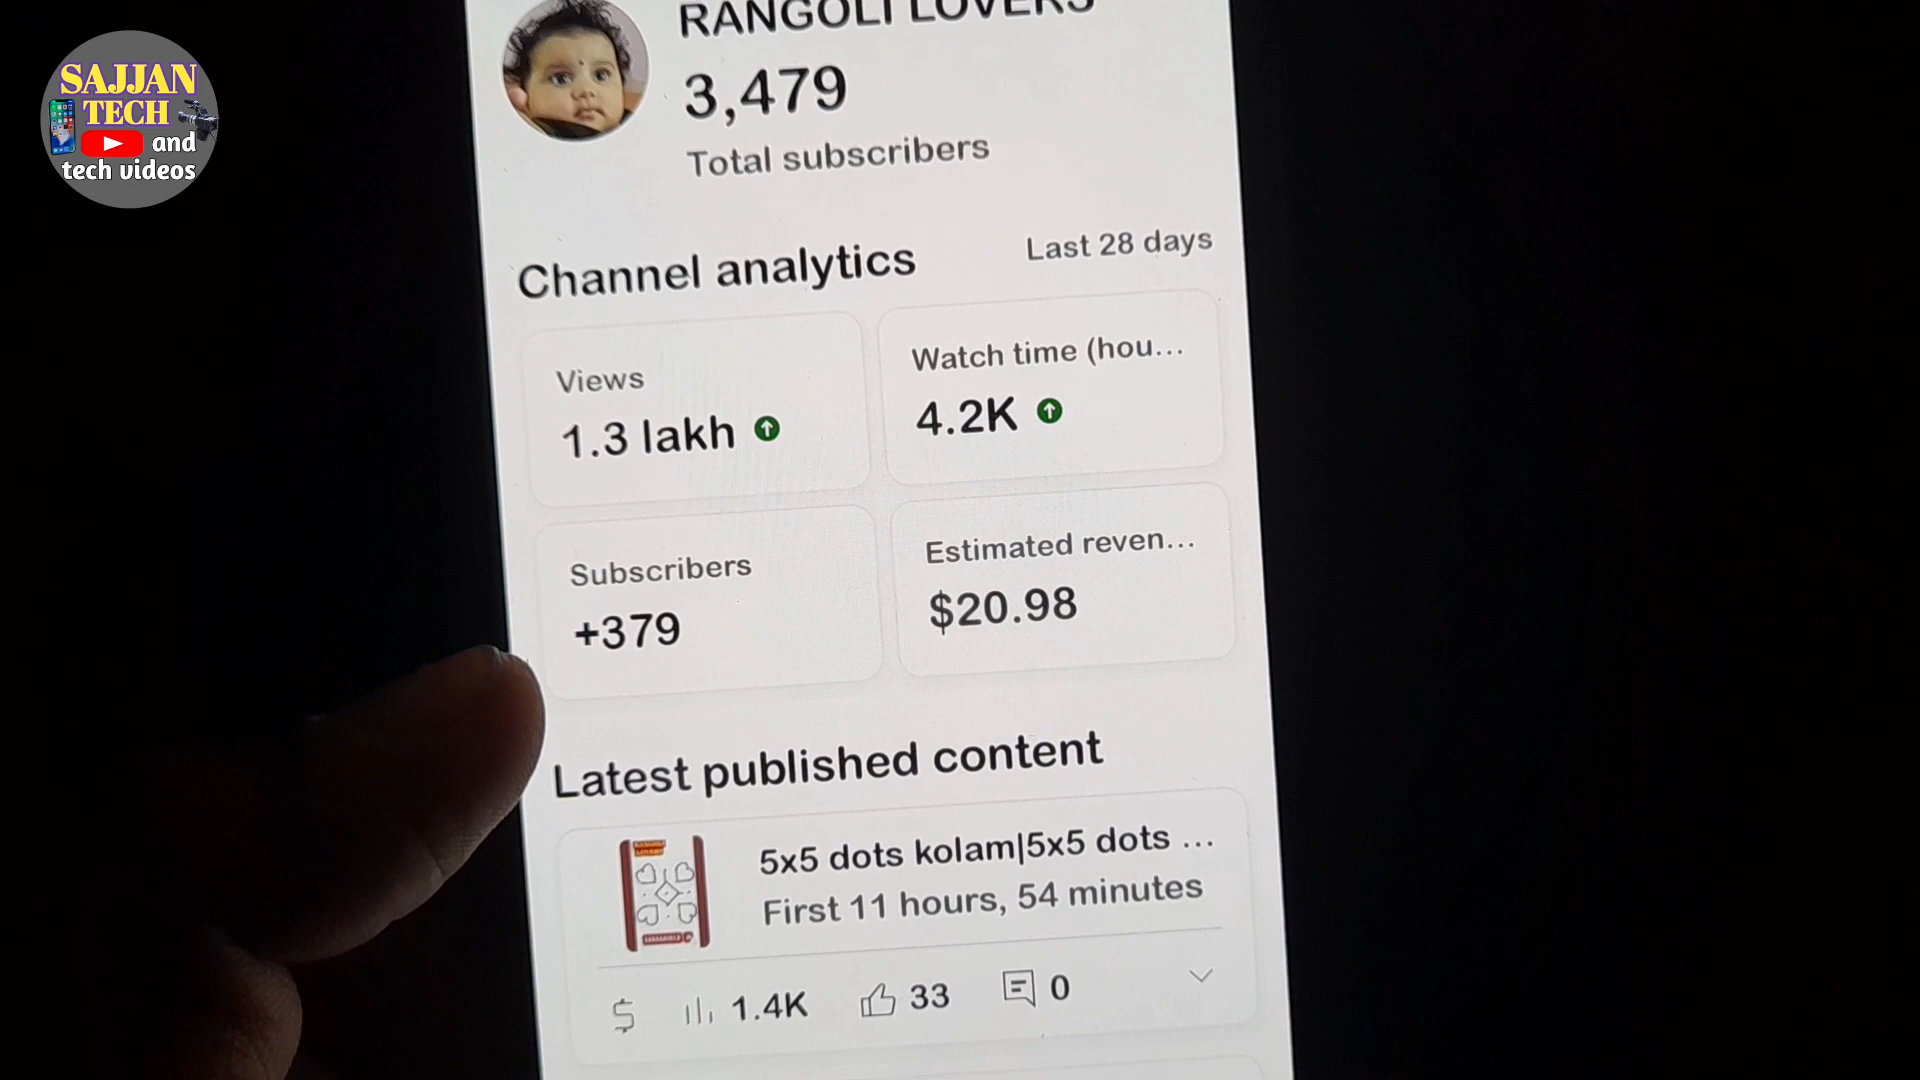 SAJJAN
TECH
and
tech videos
RANGOLI LOVERS
3,479
Total subscribers
Channel analytics
Last 28 days
Views
1.3 lakh
Watch time (hou...
4.2K
Subscribers
+379
Estimated reven...
$20.98
Latest published content
5x5 dots kolam|5x5 dots ...
First 11 hours, 54 minutes
$ 1.4K 33 0